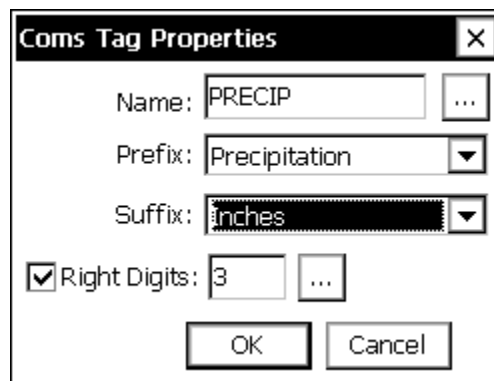 Coms Tag Properties
Name: PRECIP ...
Prefix: Precipitation
Suffix: Inches
Right Digits: 3 ...
OK Cancel